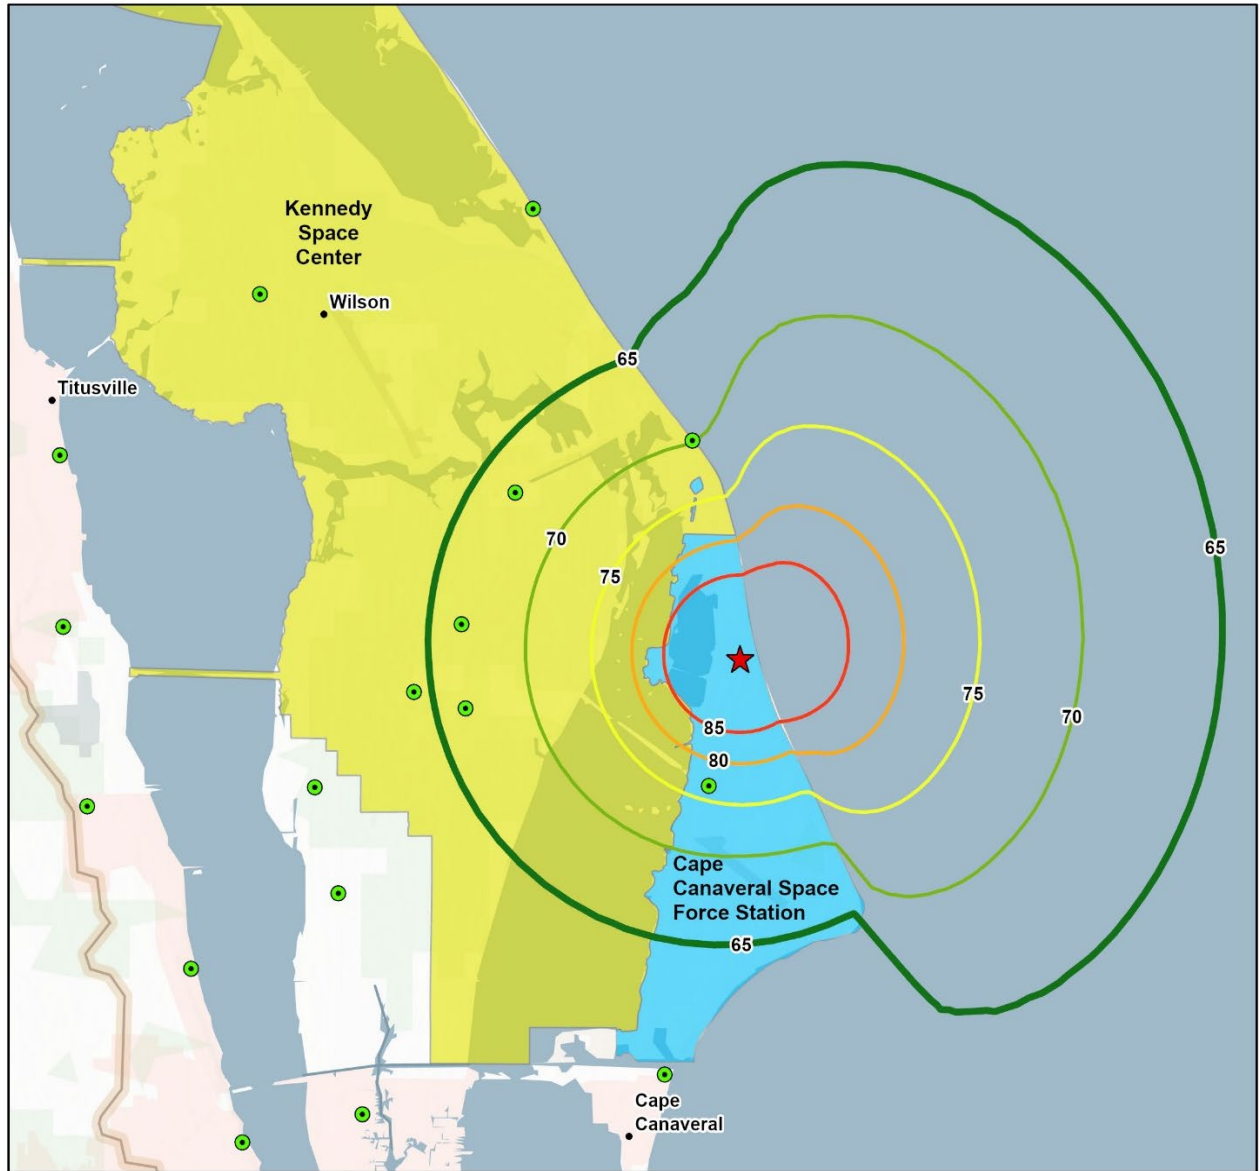 Kennedy
Space
Center
Wilson
65
Titusville
70
65
75
75
70
85
80
Cape
Canaveral Space
Force Station
65
Cape
Canaveral